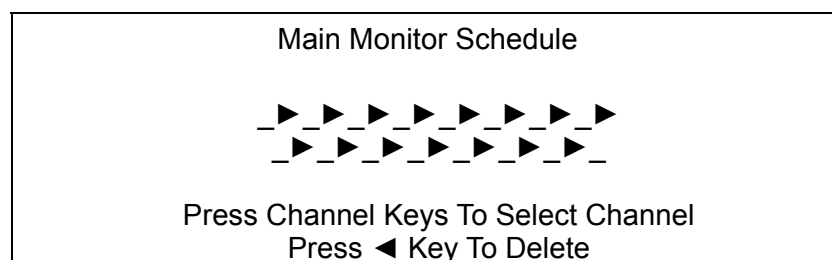 Main Monitor Schedule
_►_►_►_►_►_►_►_►
_►_►_►_►_►_►_►_
Press Channel Keys To Select Channel
Press ◄ Key To Delete